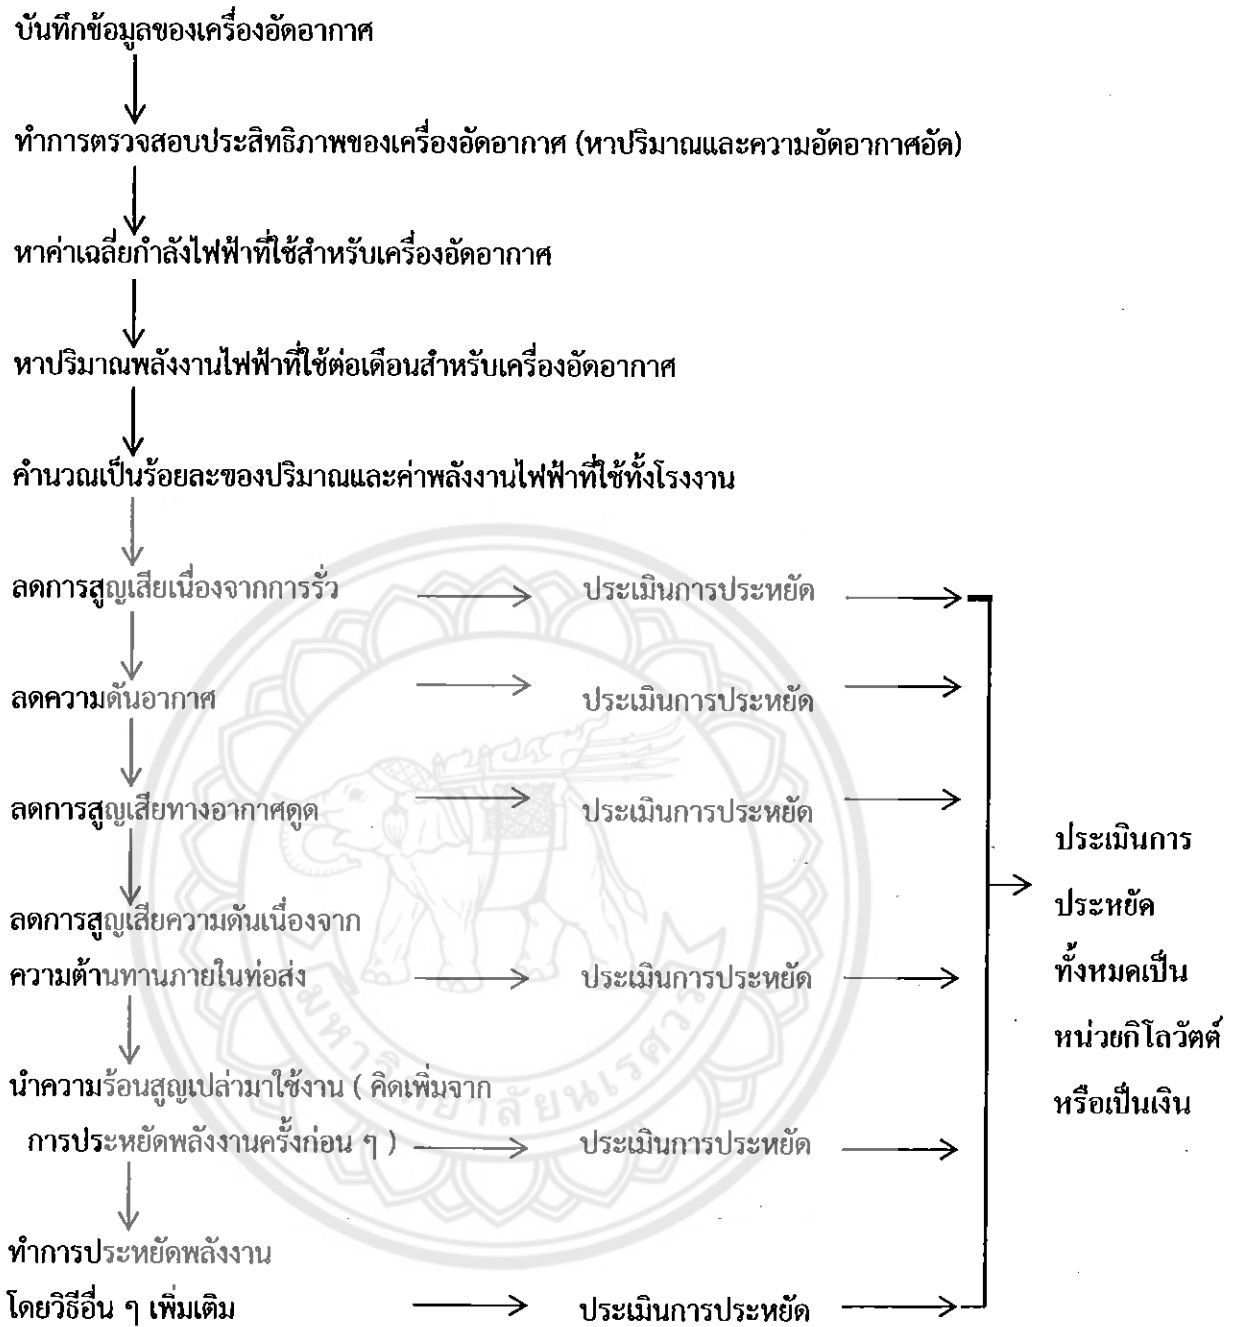 บันทึกข้อมูลของเครื่องอัดอากาศ
ทำการตรวจสอบประสิทธิภาพของเครื่องอัดอากาศ (หาปริมาณและความอัดอากาศอัด)
หาค่าเฉลี่ยกำลังไฟฟ้าที่ใช้สำหรับเครื่องอัดอากาศ
หาปริมาณพลังงานไฟฟ้าที่ใช้ต่อเดือนสำหรับเครื่องอัดอากาศ
คำนวณเป็นร้อยละของปริมาณและค่าพลังงานไฟฟ้าที่ใช้ทั้งโรงงาน
ลดการสูญเสียเนื่องจากการรั่ว ประเมินการประหยัด
ลดความดันอากาศ ประเมินการประหยัด
ลดการสูญเสียทางอากาศดูด ประเมินการประหยัด
ลดการสูญเสียความดันเนื่องจาก
ความต้านทานภายในท่อส่ง ประเมินการประหยัด
นำความร้อนสูญเปล่ามาใช้งาน ( คิดเพิ่มจาก
การประหยัดพลังงานครั้งก่อน ๆ ) ประเมินการประหยัด
ทำการประหยัดพลังงาน
โดยวิธีอื่น ๆ เพิ่มเติม ประเมินการประหยัด
ประเมินการ
ประหยัด
ทั้งหมดเป็น
หน่วยกิโลวัตต์
หรือเป็นเงิน
มหาวิทยาลัยนเรศวร